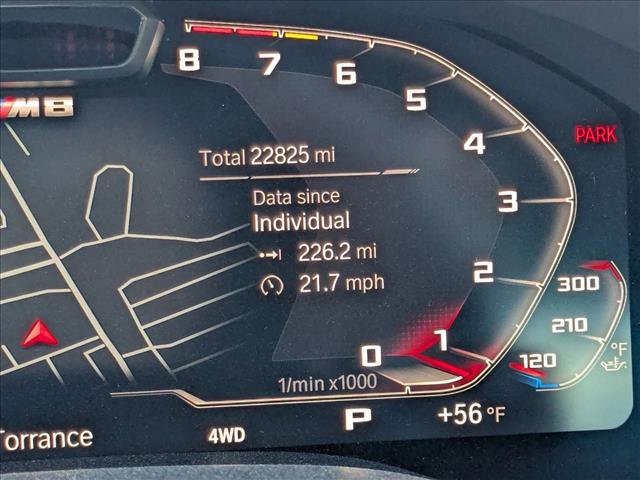 8 7 6 5 4 3 2 1 0
M8
PARK
Total 22825 mi
Data since
Individual
226.2 mi
21.7 mph
300
210
120
°F
1/min x1000
Torrance
4WD
P
+56 °F